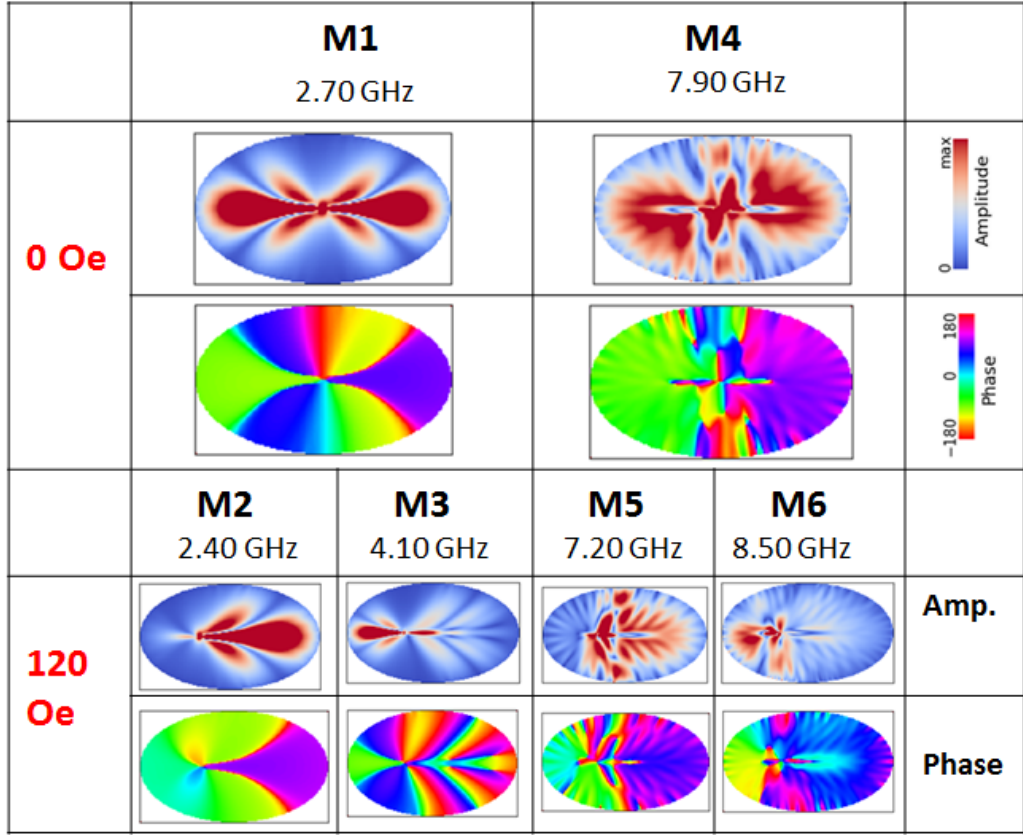 M1
2.70 GHz
M4
7.90 GHz
0 Oe
max
0
Amplitude
180
0
-180
Phase
M2
2.40 GHz
M3
4.10 GHz
M5
7.20 GHz
M6
8.50 GHz
120
Oe
Amp.
Phase